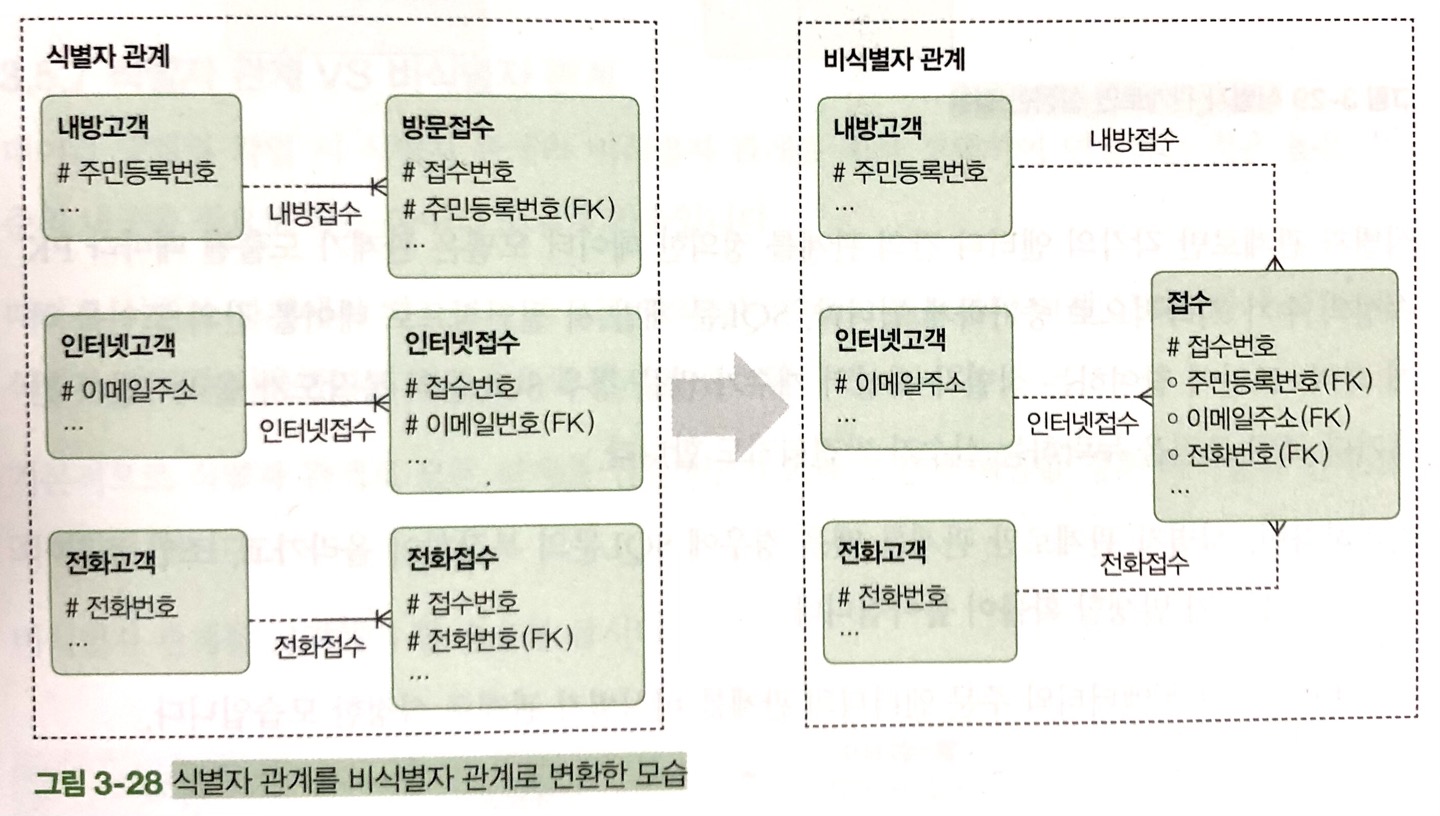 식별자 관계
내방고객
# 주민등록번호
...
내방접수
방문접수
# 접수번호
# 주민등록번호(FK)
...
인터넷고객
# 이메일주소
...
인터넷접수
인터넷접수
# 접수번호
# 이메일번호(FK)
...
전화고객
# 전화번호
...
전화접수
전화접수
# 접수번호
# 전화번호(FK)
...
비식별자 관계
내방고객
# 주민등록번호
...
내방접수
인터넷고객
# 이메일주소
...
인터넷접수
접수
# 접수번호
○ 주민등록번호(FK)
○ 이메일주소(FK)
○ 전화번호(FK)
...
전화고객
# 전화번호
...
전화접수
그림 3-28 식별자 관계를 비식별자 관계로 변환한 모습